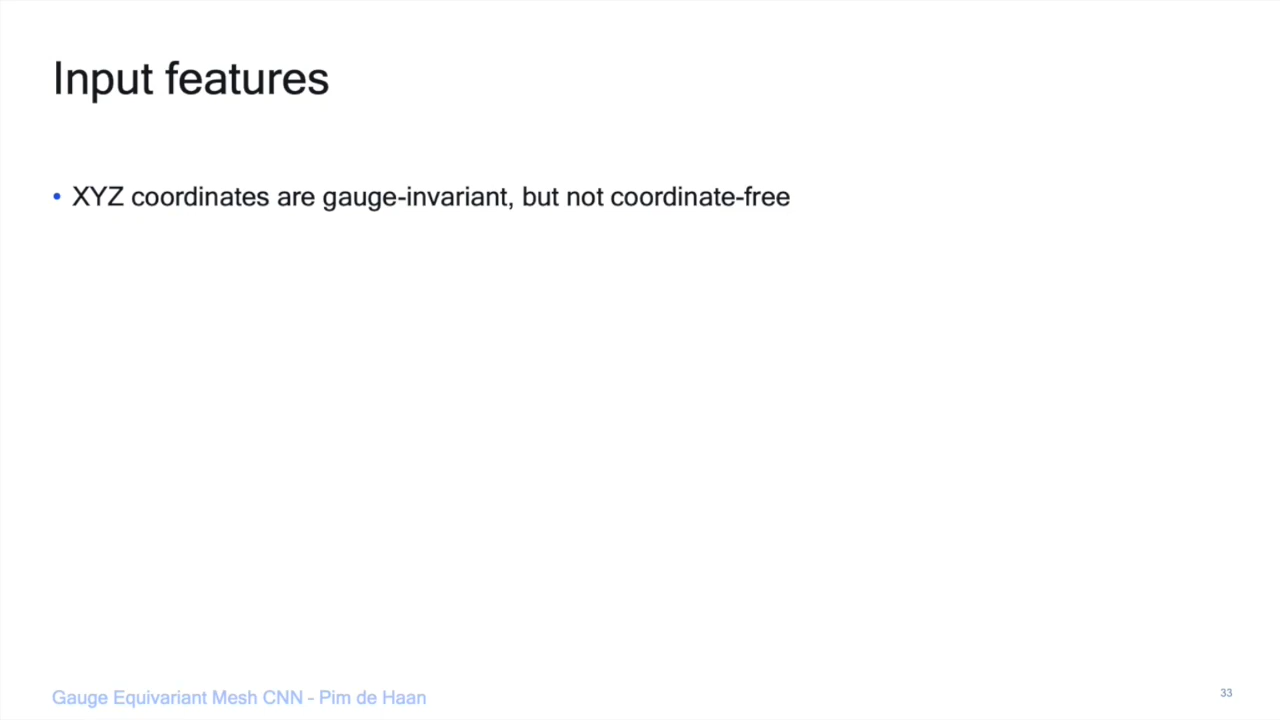 Input features
• XYZ coordinates are gauge-invariant, but not coordinate-free
Gauge Equivariant Mesh CNN - Pim de Haan
33